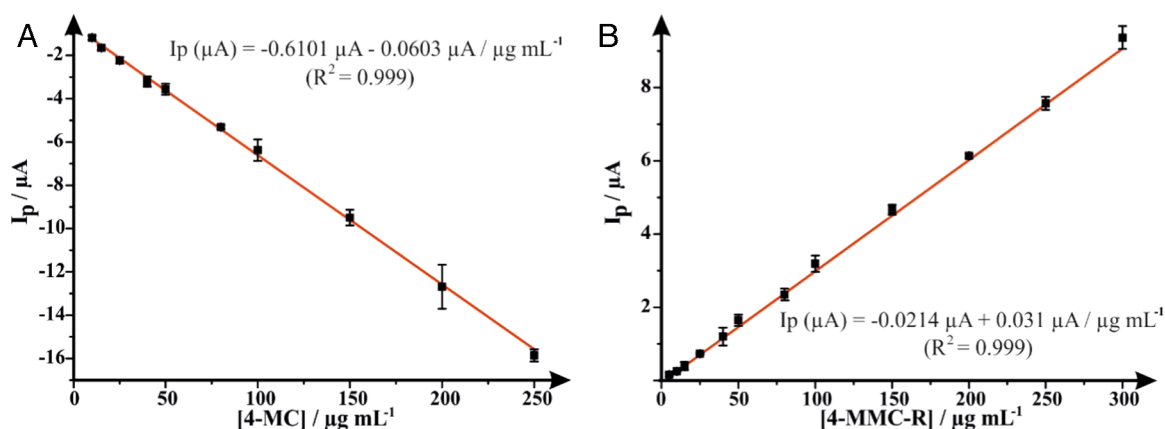 A
Ip (µA) = -0.6101 µA - 0.0603 µA / µg mL⁻¹
(R² = 0.999)
Iₚ / µA
-2
-4
-6
-8
-10
-12
-14
-16
0 50 100 150 200 250
[4-MC] / µg mL⁻¹
B
Iₚ / µA
8
6
4
2
Ip (µA) = -0.0214 µA + 0.031 µA / µg mL⁻¹
(R² = 0.999)
0 50 100 150 200 250 300
[4-MMC-R] / µg mL⁻¹